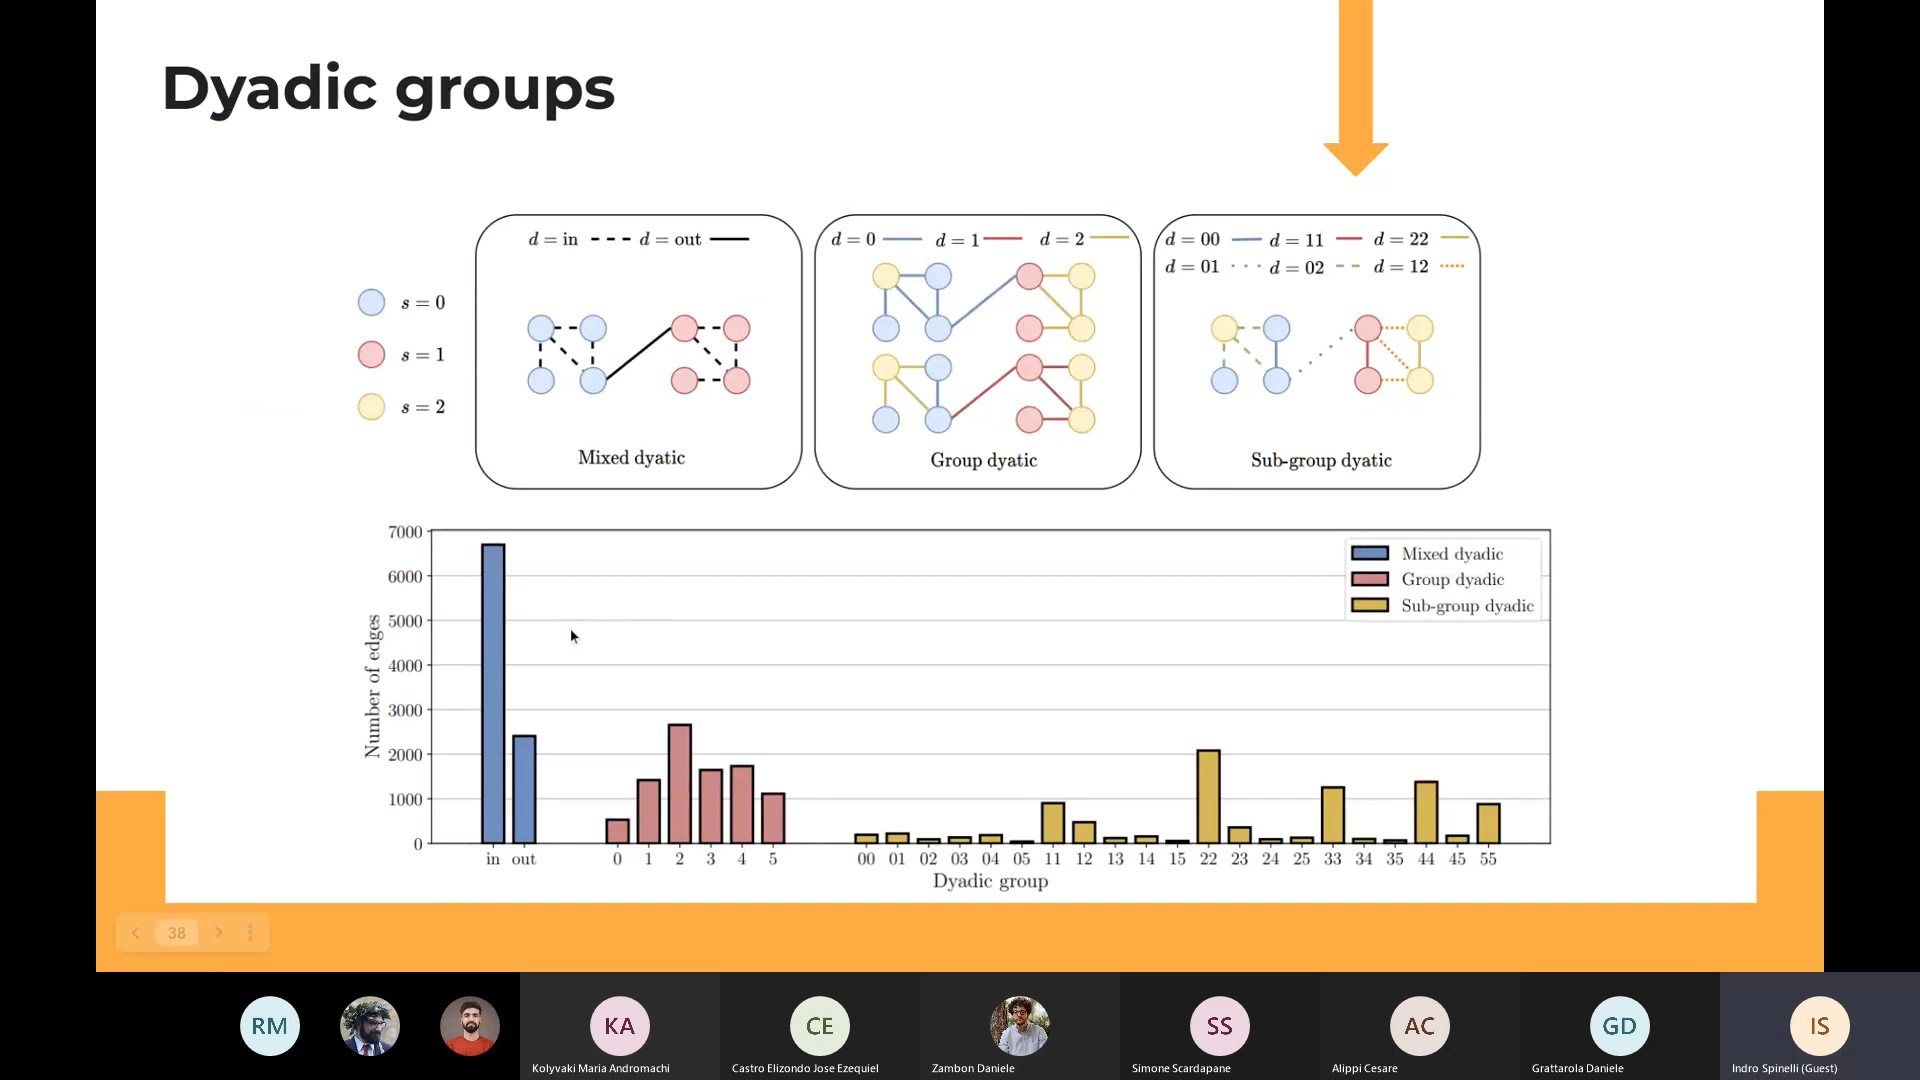 Dyadic groups
s = 0
s = 1
s = 2
d = in d = out
Mixed dyatic
d = 0 d = 1 d = 2
Group dyatic
d = 00 d = 11 d = 22
d = 01 d = 02 d = 12
Sub-group dyatic
Number of edges
7000
6000
5000
4000
3000
2000
1000
0
Mixed dyadic
Group dyadic
Sub-group dyadic
in out 0 1 2 3 4 5 00 01 02 03 04 05 11 12 13 14 15 22 23 24 25 33 34 35 44 45 55
Dyadic group
38
RM
KA
CE
SS
AC
GD
IS
Kolyvaki Maria Andromachi
Castro Elizondo Jose Ezequiel
Zambon Daniele
Simone Scardapane
Alippi Cesare
Grattarola Daniele
Indro Spinelli (Guest)